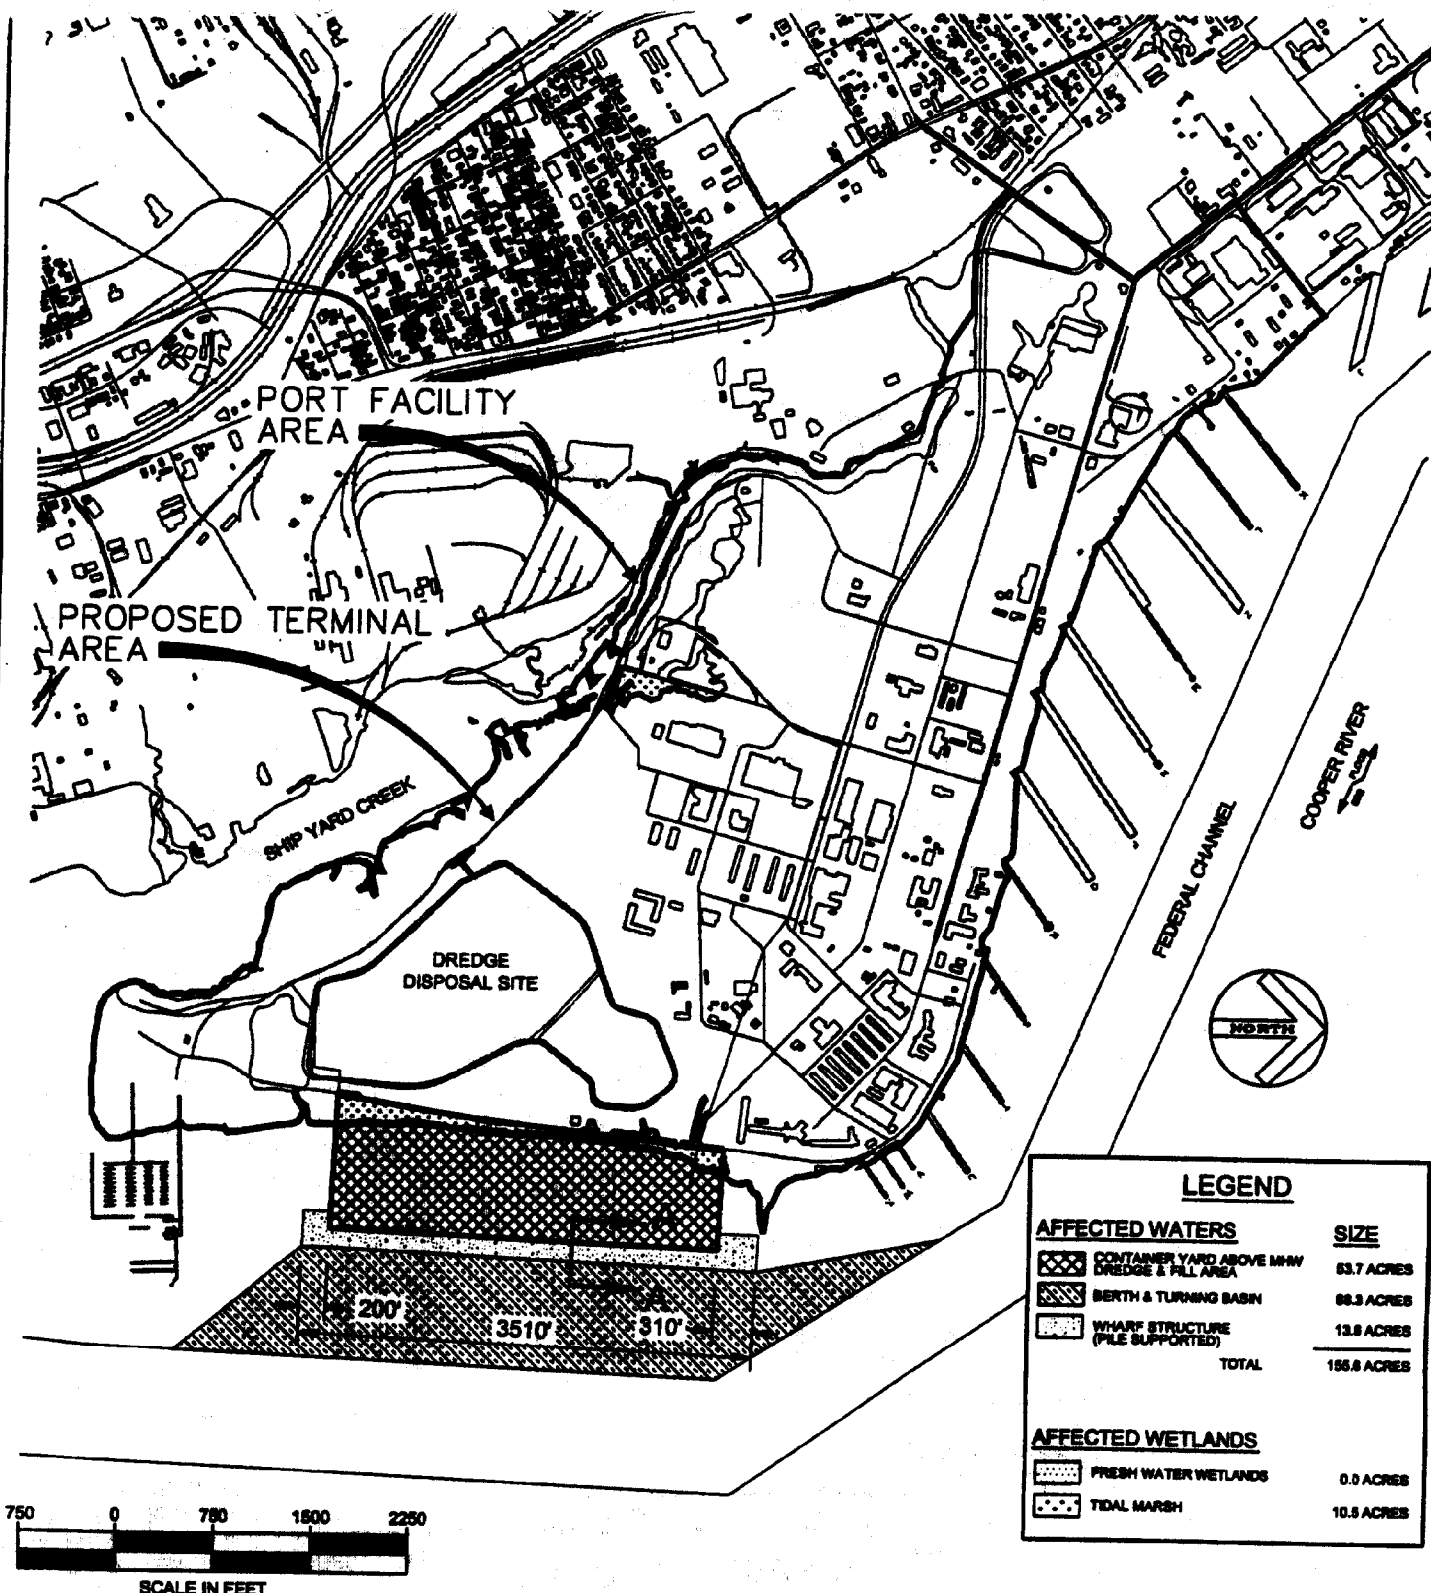 PORT FACILITY
AREA
PROPOSED TERMINAL
AREA
SHIP YARD CREEK
DREDGE
DISPOSAL SITE
COOPER RIVER
FEDERAL CHANNEL
NORTH
200'
3510'
310'
LEGEND
AFFECTED WATERS SIZE
CONTAINER YARD ABOVE MHW
DREDGE & FILL AREA 53.7 ACRES
BERTH & TURNING BASIN 88.3 ACRES
WHARF STRUCTURE
(PILE SUPPORTED) 13.8 ACRES
TOTAL 155.8 ACRES
AFFECTED WETLANDS
FRESH WATER WETLANDS 0.0 ACRES
TIDAL MARSH 10.5 ACRES
750 0 750 1500 2250
SCALE IN FEET